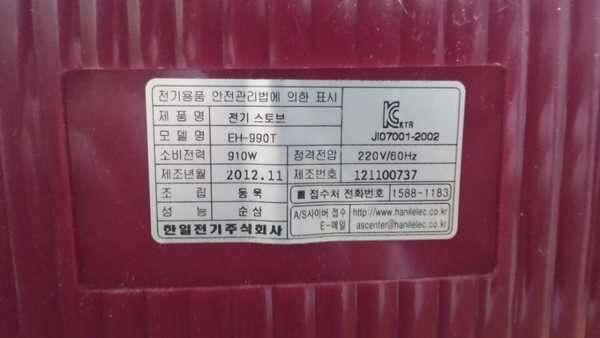 전기용품 안전관리법에 의한 표시
제 품 명 전기 스토브
모 델 명 EH-990T
KTR
JI07001-2002
소비전력 910W 정격전압 220V/60Hz
제조년월 2012.11 제조번호 121100737
조 립 동 욱 ■ 접수처 전화번호 1588-1183
성 능 순 삼 A/S사이버 접수 http://www.hanilelec.co.kr
E-메일 ascenter@hanilelec.co.kr
한일전기주식회사